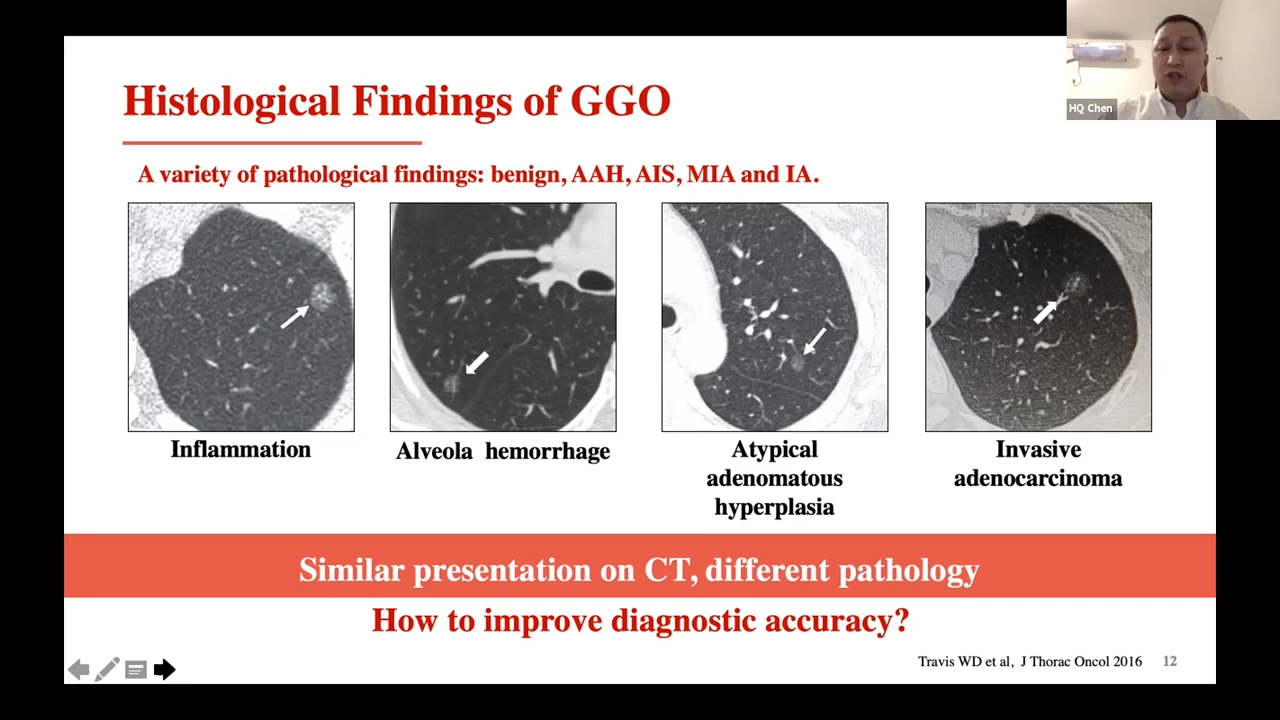 HQ Chen
Histological Findings of GGO
A variety of pathological findings: benign, AAH, AIS, MIA and IA.
Inflammation
Alveola hemorrhage
Atypical
adenomatous
hyperplasia
Invasive
adenocarcinoma
Similar presentation on CT, different pathology
How to improve diagnostic accuracy?
Travis WD et al, J Thorac Oncol 2016
12